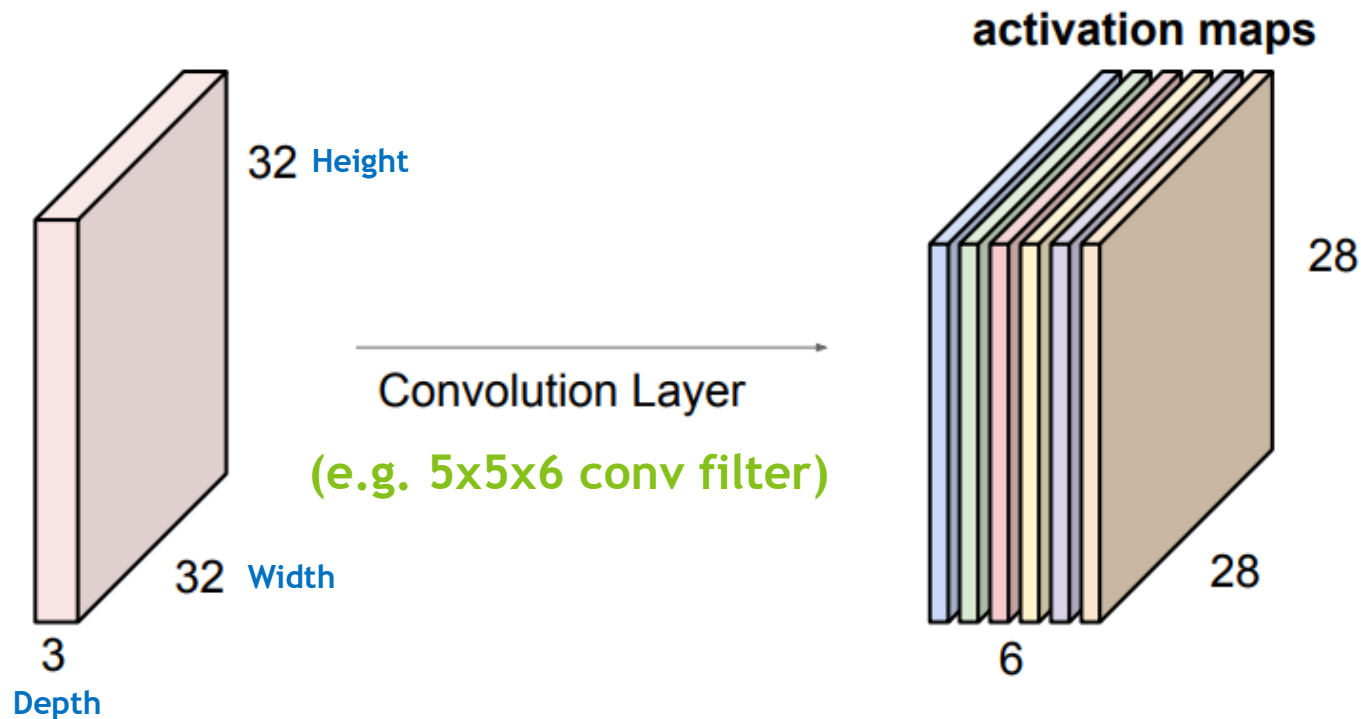 activation maps
32 Height
28
Convolution Layer
(e.g. 5x5x6 conv filter)
32 Width
28
3
6
Depth